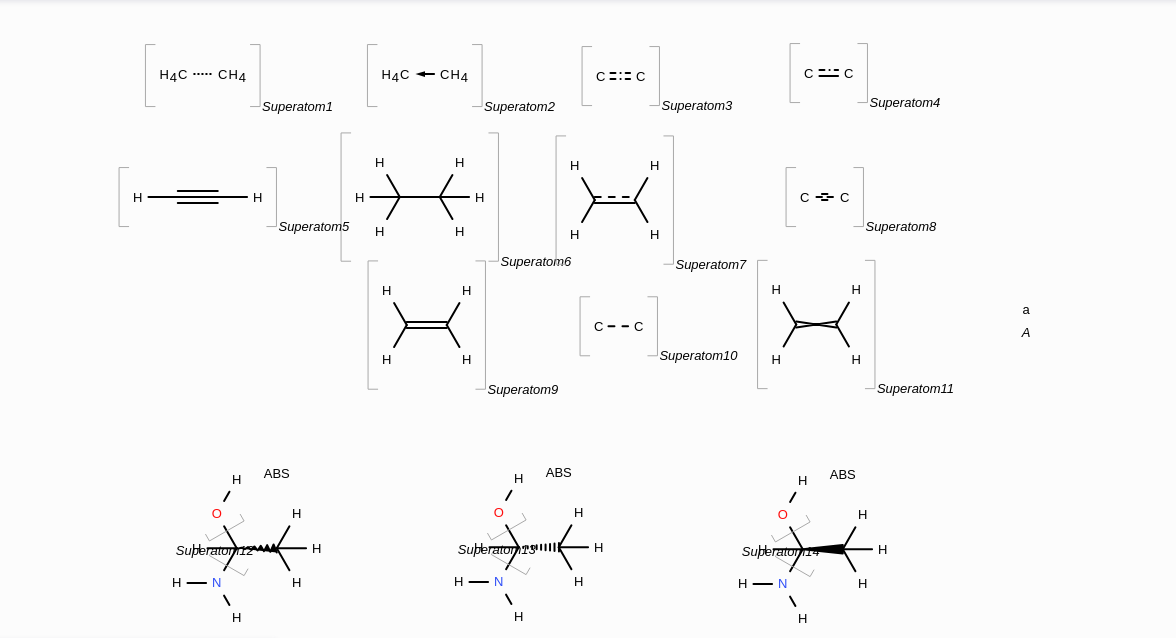 H4C CH4 Superatom1
H4C CH4 Superatom2
C C Superatom3
C C Superatom4
H H Superatom5
H H
H H
H H
Superatom6
H H
H H
Superatom7
C C Superatom8
H H
H H
Superatom9
C C Superatom10
H H
H H
Superatom11
a
A
H ABS
O H
H H
Superatom12
H N H
H
H ABS
O H
H H
Superatom13
H N H
H
H ABS
O H
H H
Superatom14
H N H
H